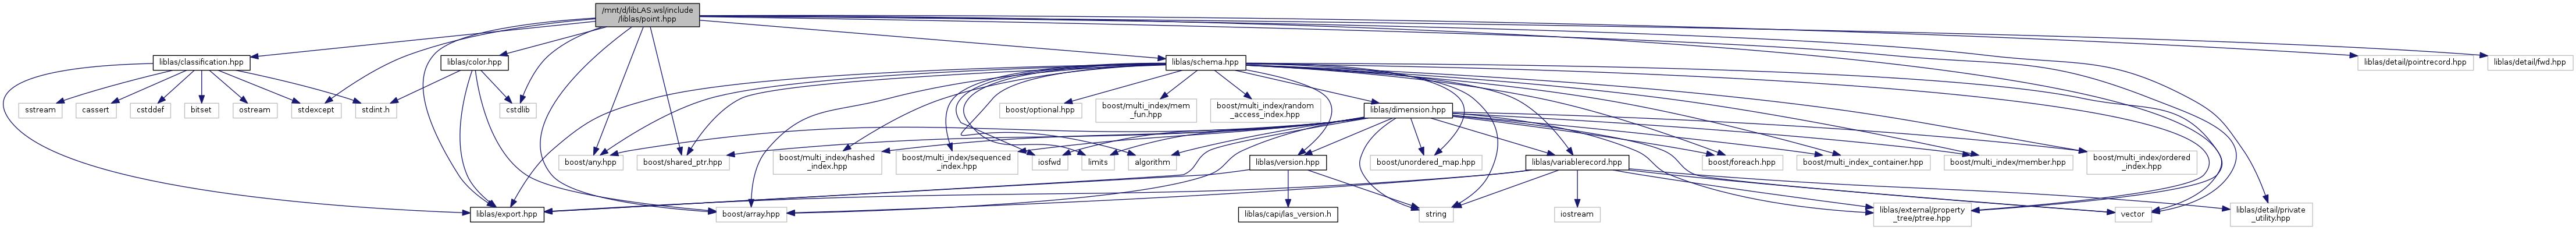 /mnt/d/libLAS.wsl/include
/liblas/point.hpp
liblas/classification.hpp
liblas/color.hpp
liblas/schema.hpp
liblas/detail/pointrecord.hpp
liblas/detail/fwd.hpp
sstream
cassert
cstddef
bitset
ostream
stdexcept
stdint.h
cstdlib
boost/optional.hpp
boost/multi_index/mem
_fun.hpp
boost/multi_index/random
_access_index.hpp
liblas/dimension.hpp
boost/any.hpp
boost/shared_ptr.hpp
boost/multi_index/hashed
_index.hpp
boost/multi_index/sequenced
_index.hpp
iosfwd
limits
algorithm
liblas/version.hpp
boost/unordered_map.hpp
liblas/variablerecord.hpp
boost/foreach.hpp
boost/multi_index_container.hpp
boost/multi_index/member.hpp
boost/multi_index/ordered
_index.hpp
liblas/export.hpp
boost/array.hpp
liblas/capi/las_version.h
string
iostream
liblas/external/property
_tree/ptree.hpp
vector
liblas/detail/private
_utility.hpp